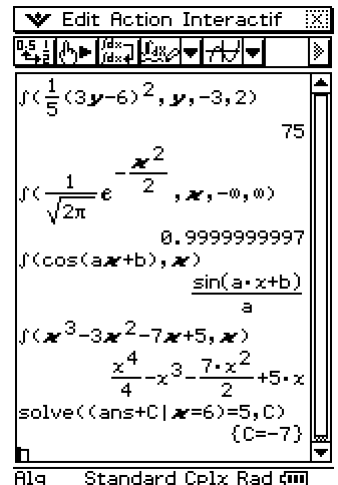 Edit Action Interactif
∫(1/5(3y-6)², y, -3, 2)
75
∫(1/√2π e^-x²/2, x, -∞, ∞)
0.9999999997
∫(cos(ax+b), x)
sin(a·x+b)/a
∫(x³-3x²-7x+5, x)
x⁴/4-x³-7·x²/2+5·x
solve((ans+C|x=6)=5,C)
{C=-7}
Alg Standard Cplx Rad